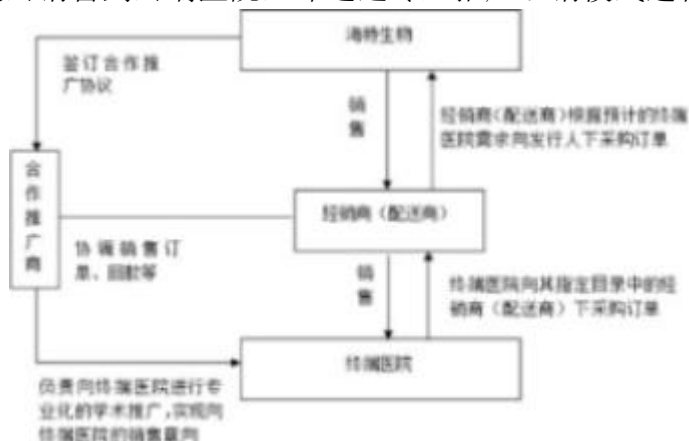 海特生物
签订合作推
广协议
销
售
经销商(配送商)根据预计的终端
医院需求向发行人下采购订单
合
作
推
广
商
经销商(配送商)
协调销售订
单、回款等
销
售
终端医院向其指定目录中的经
销商(配送商)下采购订单
终端医院
负责向终端医院进行专
业化的学术推广,实现向
终端医院的销售意向